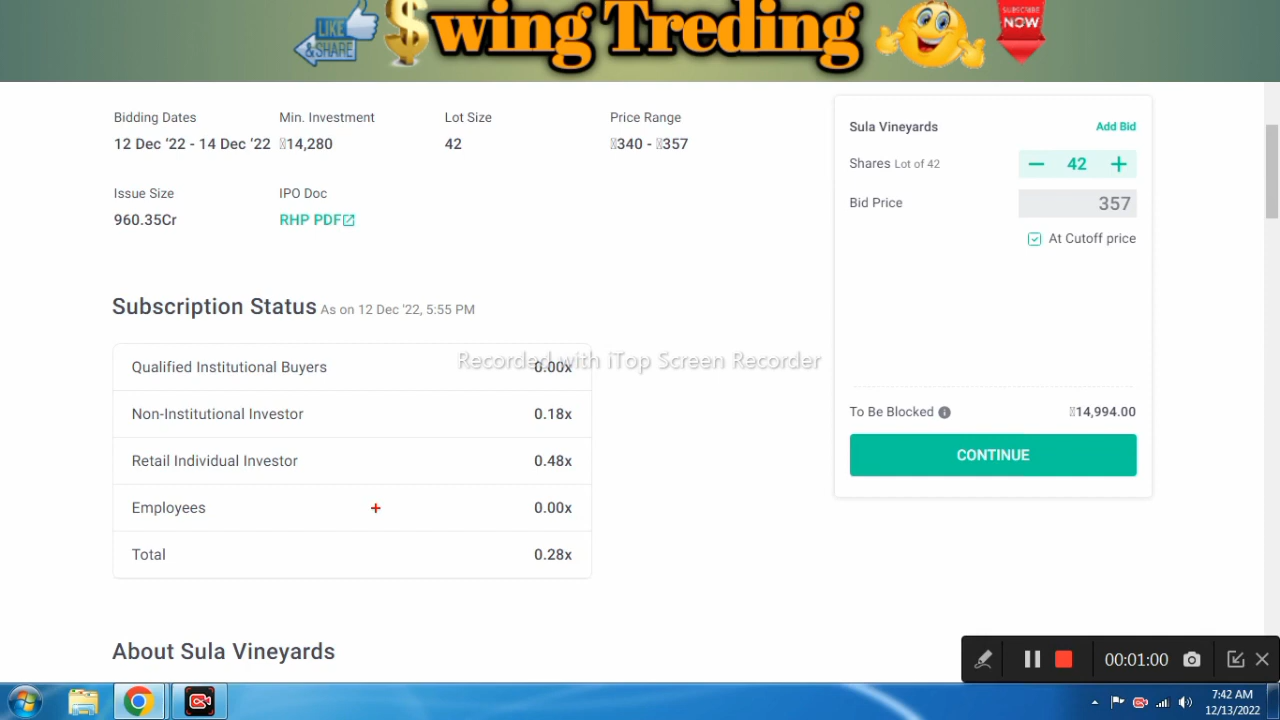 LIKE
&SHARE
$wing Treding
SUBSCRIBE
NOW
Bidding Dates Min. Investment Lot Size Price Range
12 Dec ‘22 - 14 Dec ‘22 14,280 42 340 - 357
Issue Size IPO Doc
960.35Cr RHP PDF
Sula Vineyards Add Bid
Shares Lot of 42 − 42 +
Bid Price 357
At Cutoff price
To Be Blocked 14,994.00
CONTINUE
Subscription Status As on 12 Dec ‘22, 5:55 PM
Qualified Institutional Buyers 0.00x
Recorded with iTop Screen Recorder
Non-Institutional Investor 0.18x
Retail Individual Investor 0.48x
Employees 0.00x
Total 0.28x
About Sula Vineyards
00:01:00
7:42 AM
12/13/2022